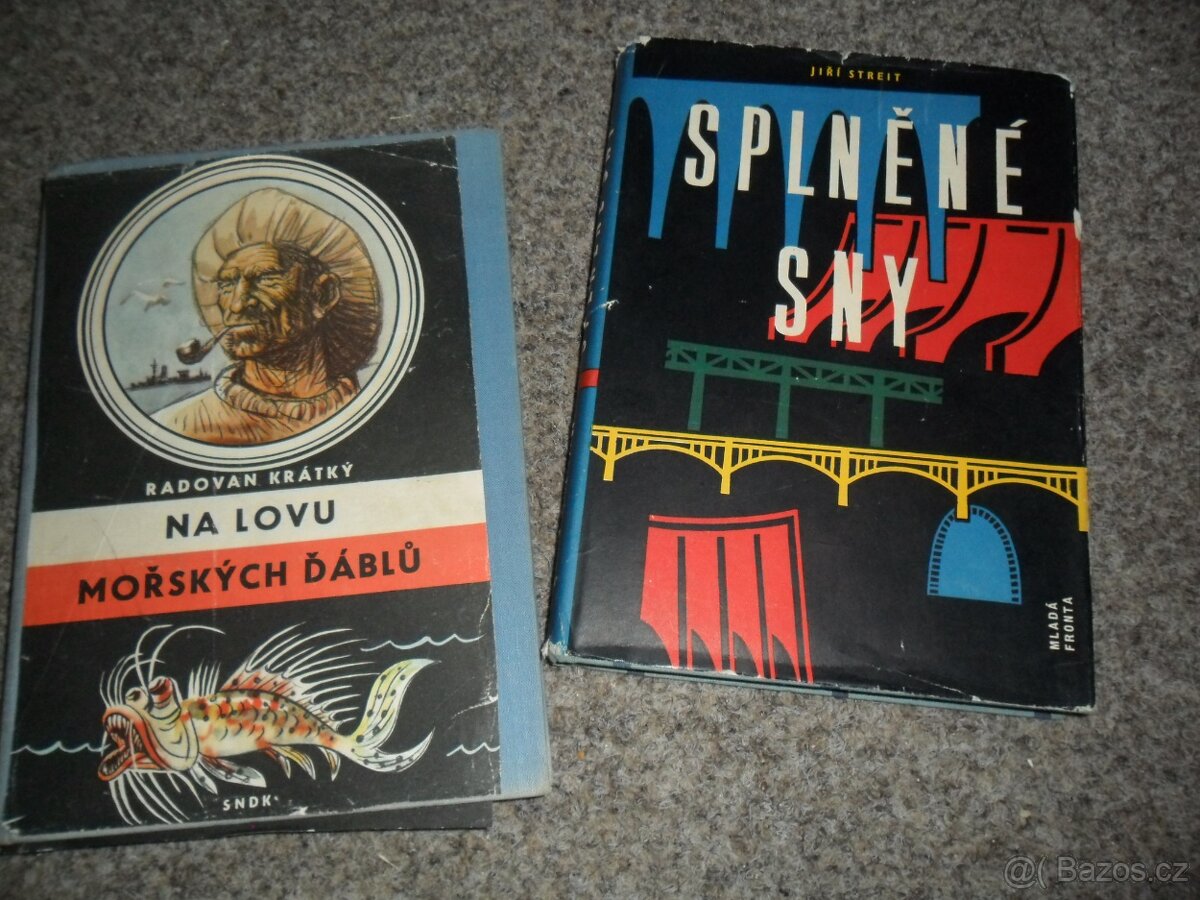 RADOVAN KRÁTKÝ
NA LOVU
MOŘSKÝCH ĎÁBLŮ
SNDK
JIŘÍ STREIT
SPLNĚNÉ
SNY
MLADÁ
FRONTA
@( Bazos.cz